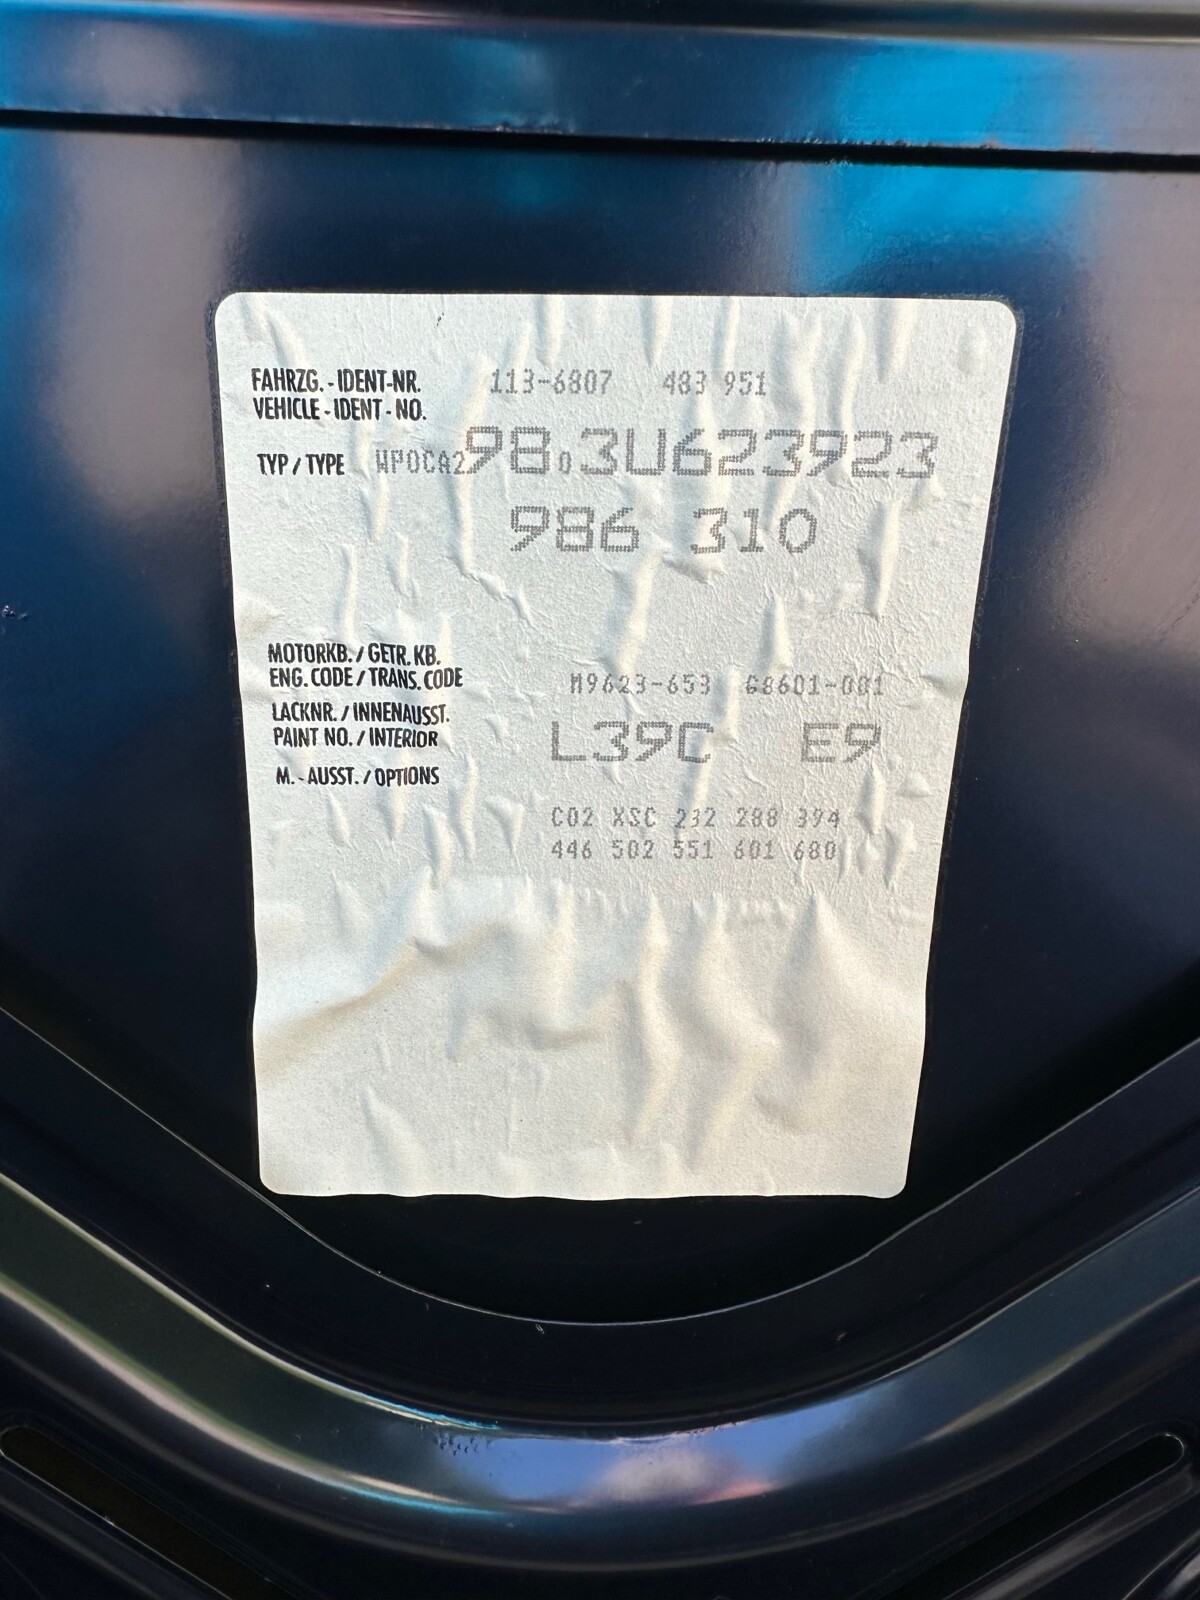 FAHRZG.-IDENT-NR. 113-6807 483 951
VEHICLE-IDENT-NO.
TYP/TYPE WP0CA298031U623923
986 310
MOTORKB./GETR.KB.
ENG.CODE/TRANS.CODE M9623-653 G8601-001
LACKNR./INNENAUSST.
PAINT NO./INTERIOR L39C E9
M.-AUSST./OPTIONS
C02 XSC 232 288 394
446 502 551 601 680